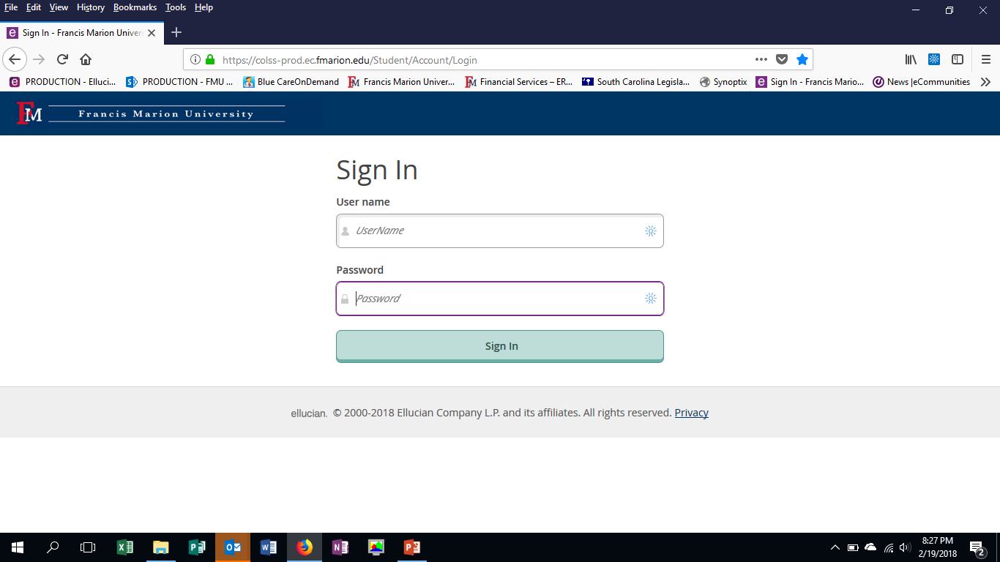 File Edit View History Bookmarks Tools Help
Sign In - Francis Marion Univers
https://colss-prod.ec.fmarion.edu/Student/Account/Login
PRODUCTION - Elluci... PRODUCTION - FMU ... Blue CareOnDemand Francis Marion Univer... Financial Services – ER... South Carolina Legisla... Synoptix Sign In - Francis Mario... News |eCommunities
FM Francis Marion University
Sign In
User name
UserName
Password
Password
Sign In
ellucian. © 2000-2018 Ellucian Company L.P. and its affiliates. All rights reserved. Privacy
8:27 PM
2/19/2018
2